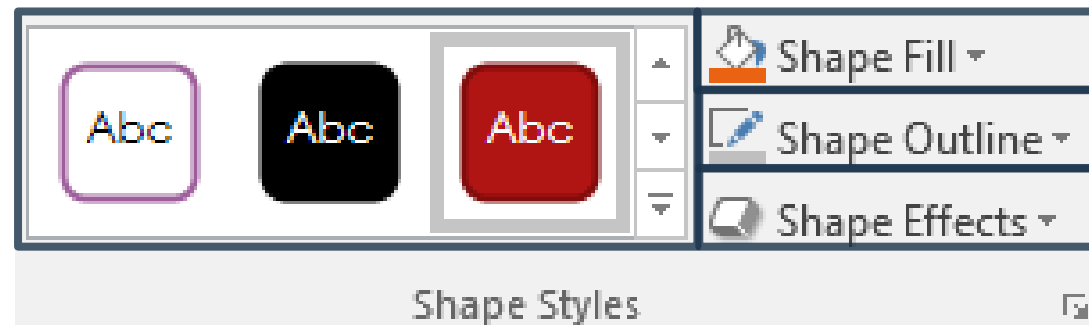 Abc Abc Abc
Shape Fill
Shape Outline
Shape Effects
Shape Styles